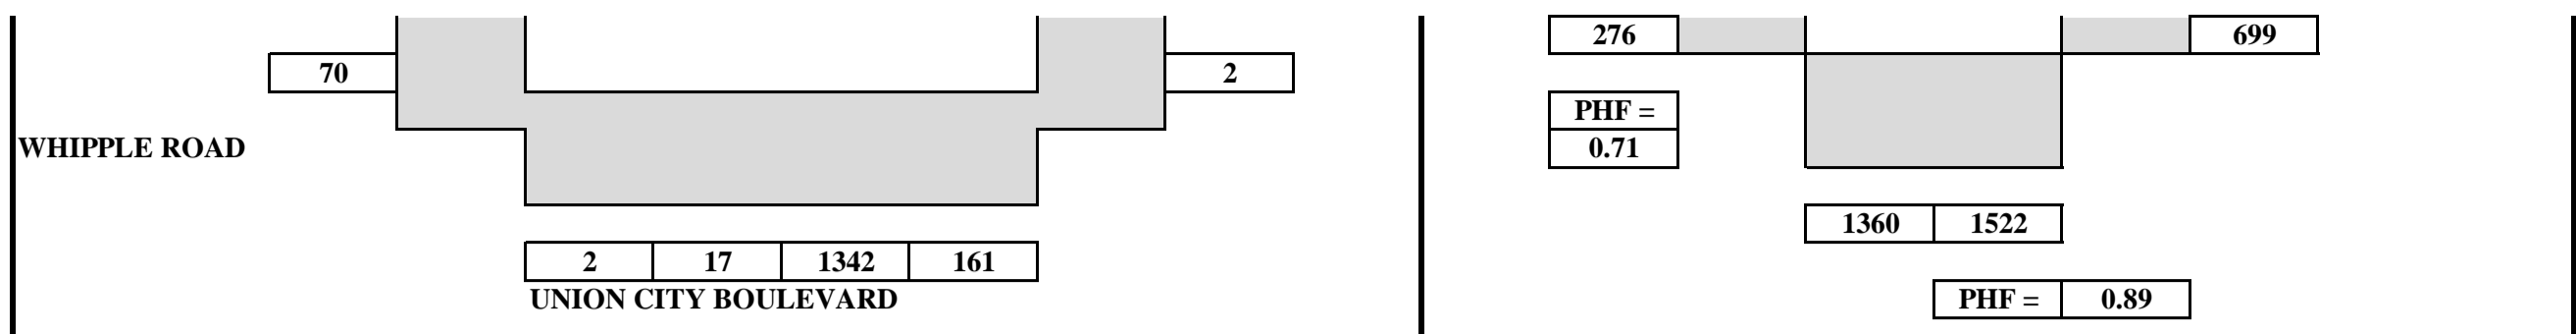 276 699
70 2
PHF =
WHIPPLE ROAD 0.71
1360 1522
2 17 1342 161
UNION CITY BOULEVARD PHF = 0.89